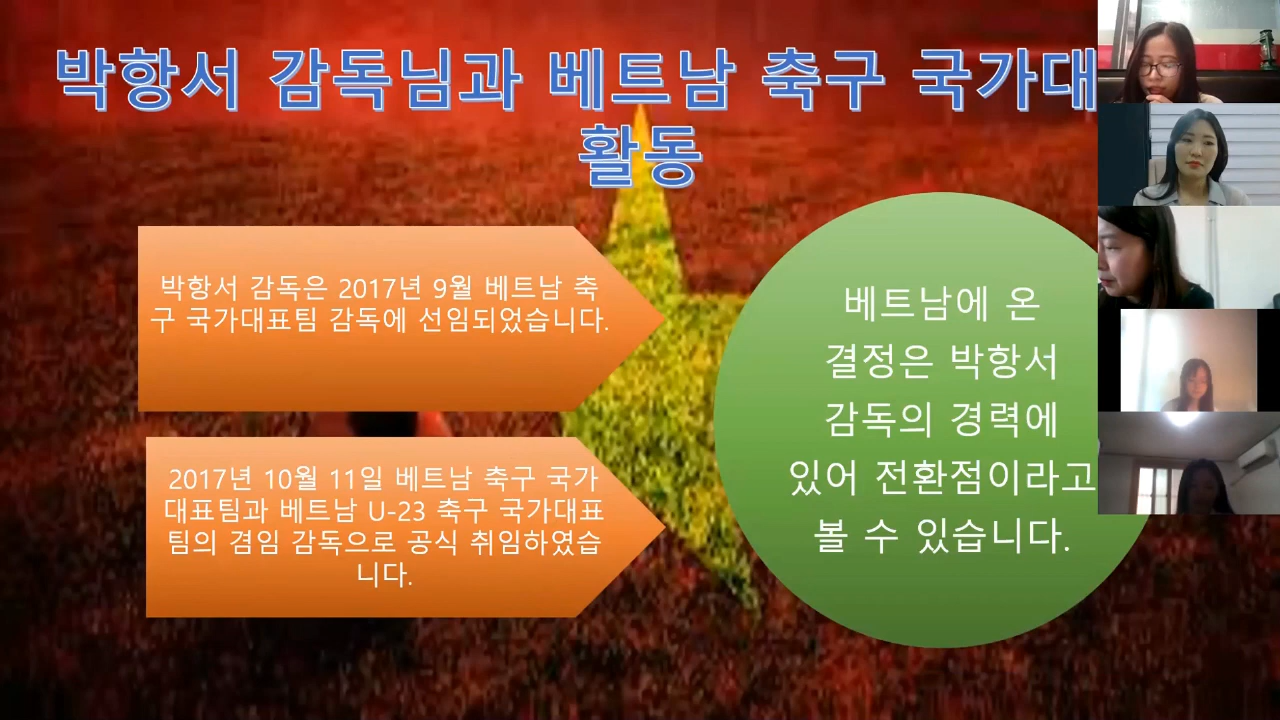 박항서 감독님과 베트남 축구 국가대
활동
박항서 감독은 2017년 9월 베트남 축
구 국가대표팀 감독에 선임되었습니다.
2017년 10월 11일 베트남 축구 국가
대표팀과 베트남 U-23 축구 국가대표
팀의 겸임 감독으로 공식 취임하였습
니다.
베트남에 온
결정은 박항서
감독의 경력에
있어 전환점이라고
볼 수 있습니다.